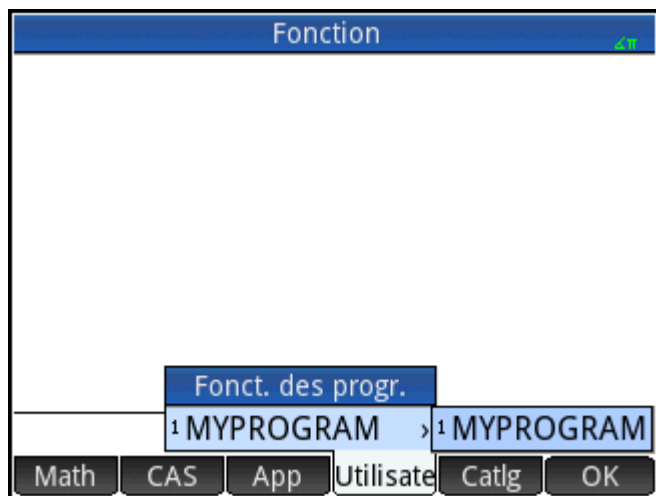 Fonction
∡π
Fonct. des progr.
1 MYPROGRAM › 1 MYPROGRAM
Math CAS App Utilisate Catlg OK